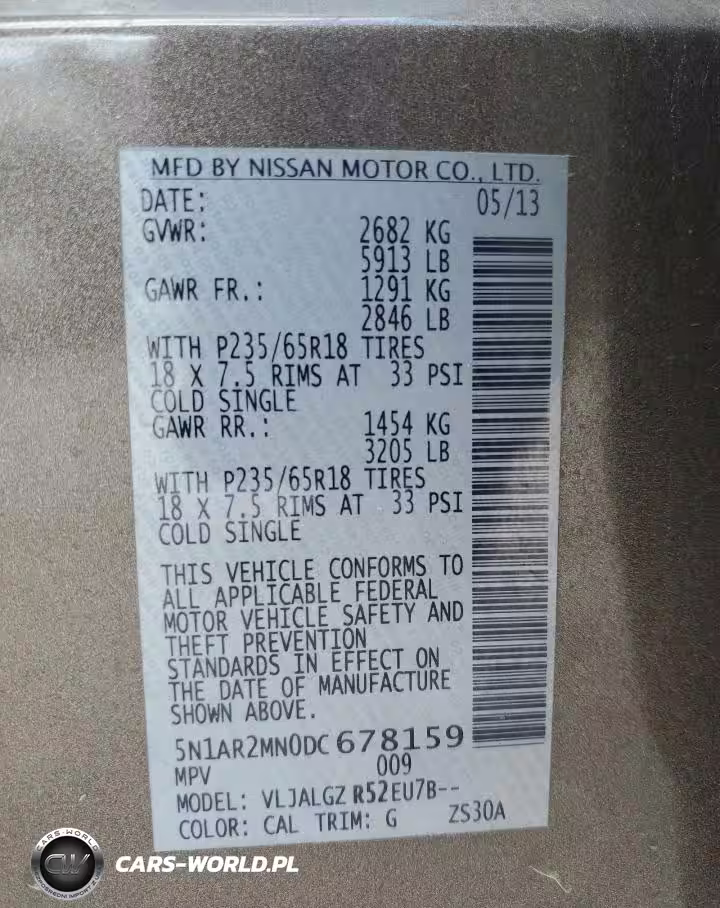 MFD BY NISSAN MOTOR CO., LTD.
DATE: 05/13
GVWR: 2682 KG
5913 LB
GAWR FR.: 1291 KG
2846 LB
WITH P235/65R18 TIRES
18 X 7.5 RIMS AT 33 PSI
COLD SINGLE
GAWR RR.: 1454 KG
3205 LB
WITH P235/65R18 TIRES
18 X 7.5 RIMS AT 33 PSI
COLD SINGLE
THIS VEHICLE CONFORMS TO
ALL APPLICABLE FEDERAL
MOTOR VEHICLE SAFETY AND
THEFT PREVENTION
STANDARDS IN EFFECT ON
THE DATE OF MANUFACTURE
SHOWN ABOVE.
5N1AR2MN0DC678159
MPV 009
MODEL: VLJALGZ R52EU7B--
COLOR: CAL TRIM: G ZS30A
CARS-WORLD
CW
CARS-WORLD.PL